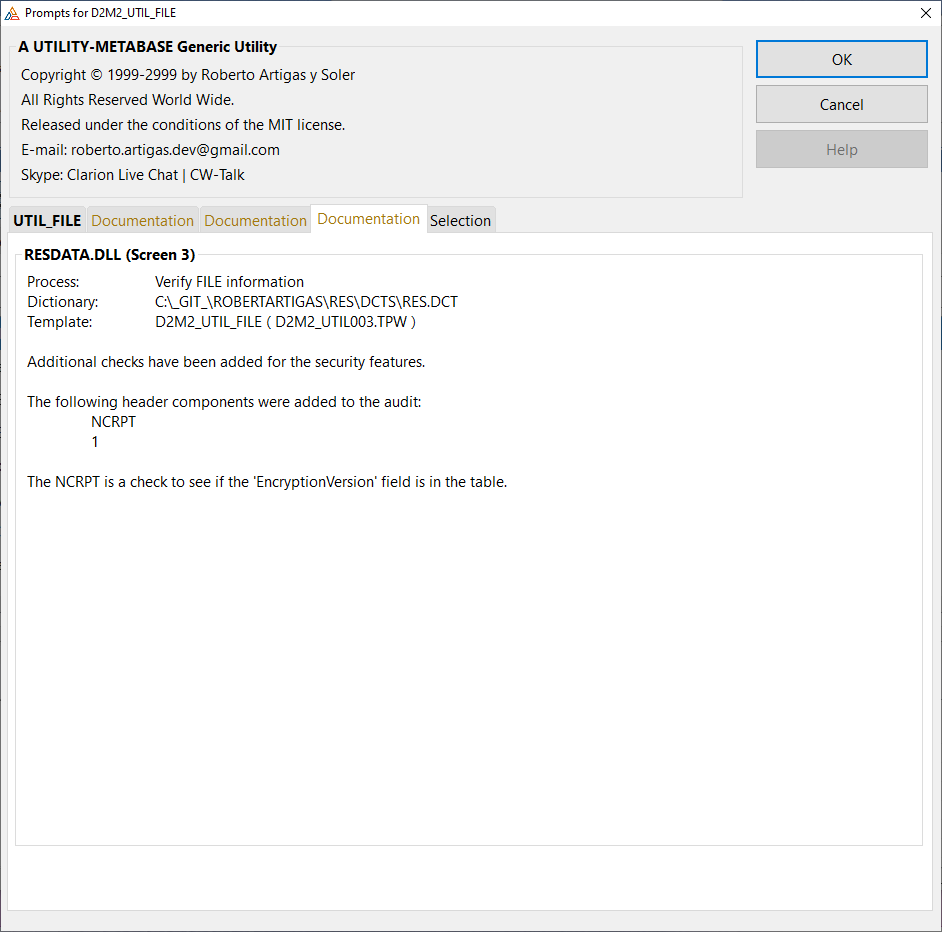 Prompts for D2M2_UTIL_FILE
A UTILITY-METABASE Generic Utility
Copyright © 1999-2999 by Roberto Artigas y Soler
All Rights Reserved World Wide.
Released under the conditions of the MIT license.
E-mail: roberto.artigas.dev@gmail.com
Skype: Clarion Live Chat | CW-Talk
OK
Cancel
Help
UTIL_FILE Documentation Documentation Documentation Selection
RESDATA.DLL (Screen 3)
Process: Verify FILE information
Dictionary: C:\_GIT_\ROBERTARTIGAS\RES\DCTS\RES.DCT
Template: D2M2_UTIL_FILE ( D2M2_UTIL003.TPW )
Additional checks have been added for the security features.
The following header components were added to the audit:
NCRPT
1
The NCRPT is a check to see if the 'EncryptionVersion' field is in the table.